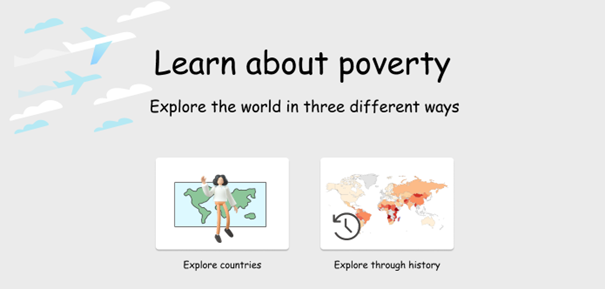 Learn about poverty
Explore the world in three different ways
Explore countries
Explore through history